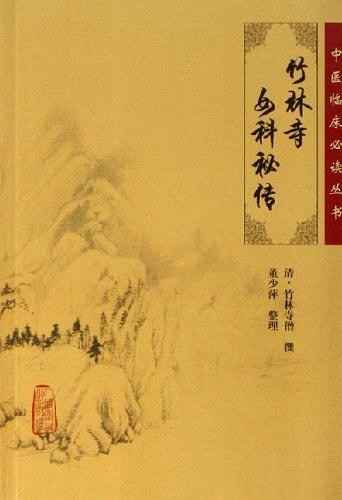 中医临床必读丛书
竹林寺
女科秘传
清·竹林寺僧 撰
董少萍 整理